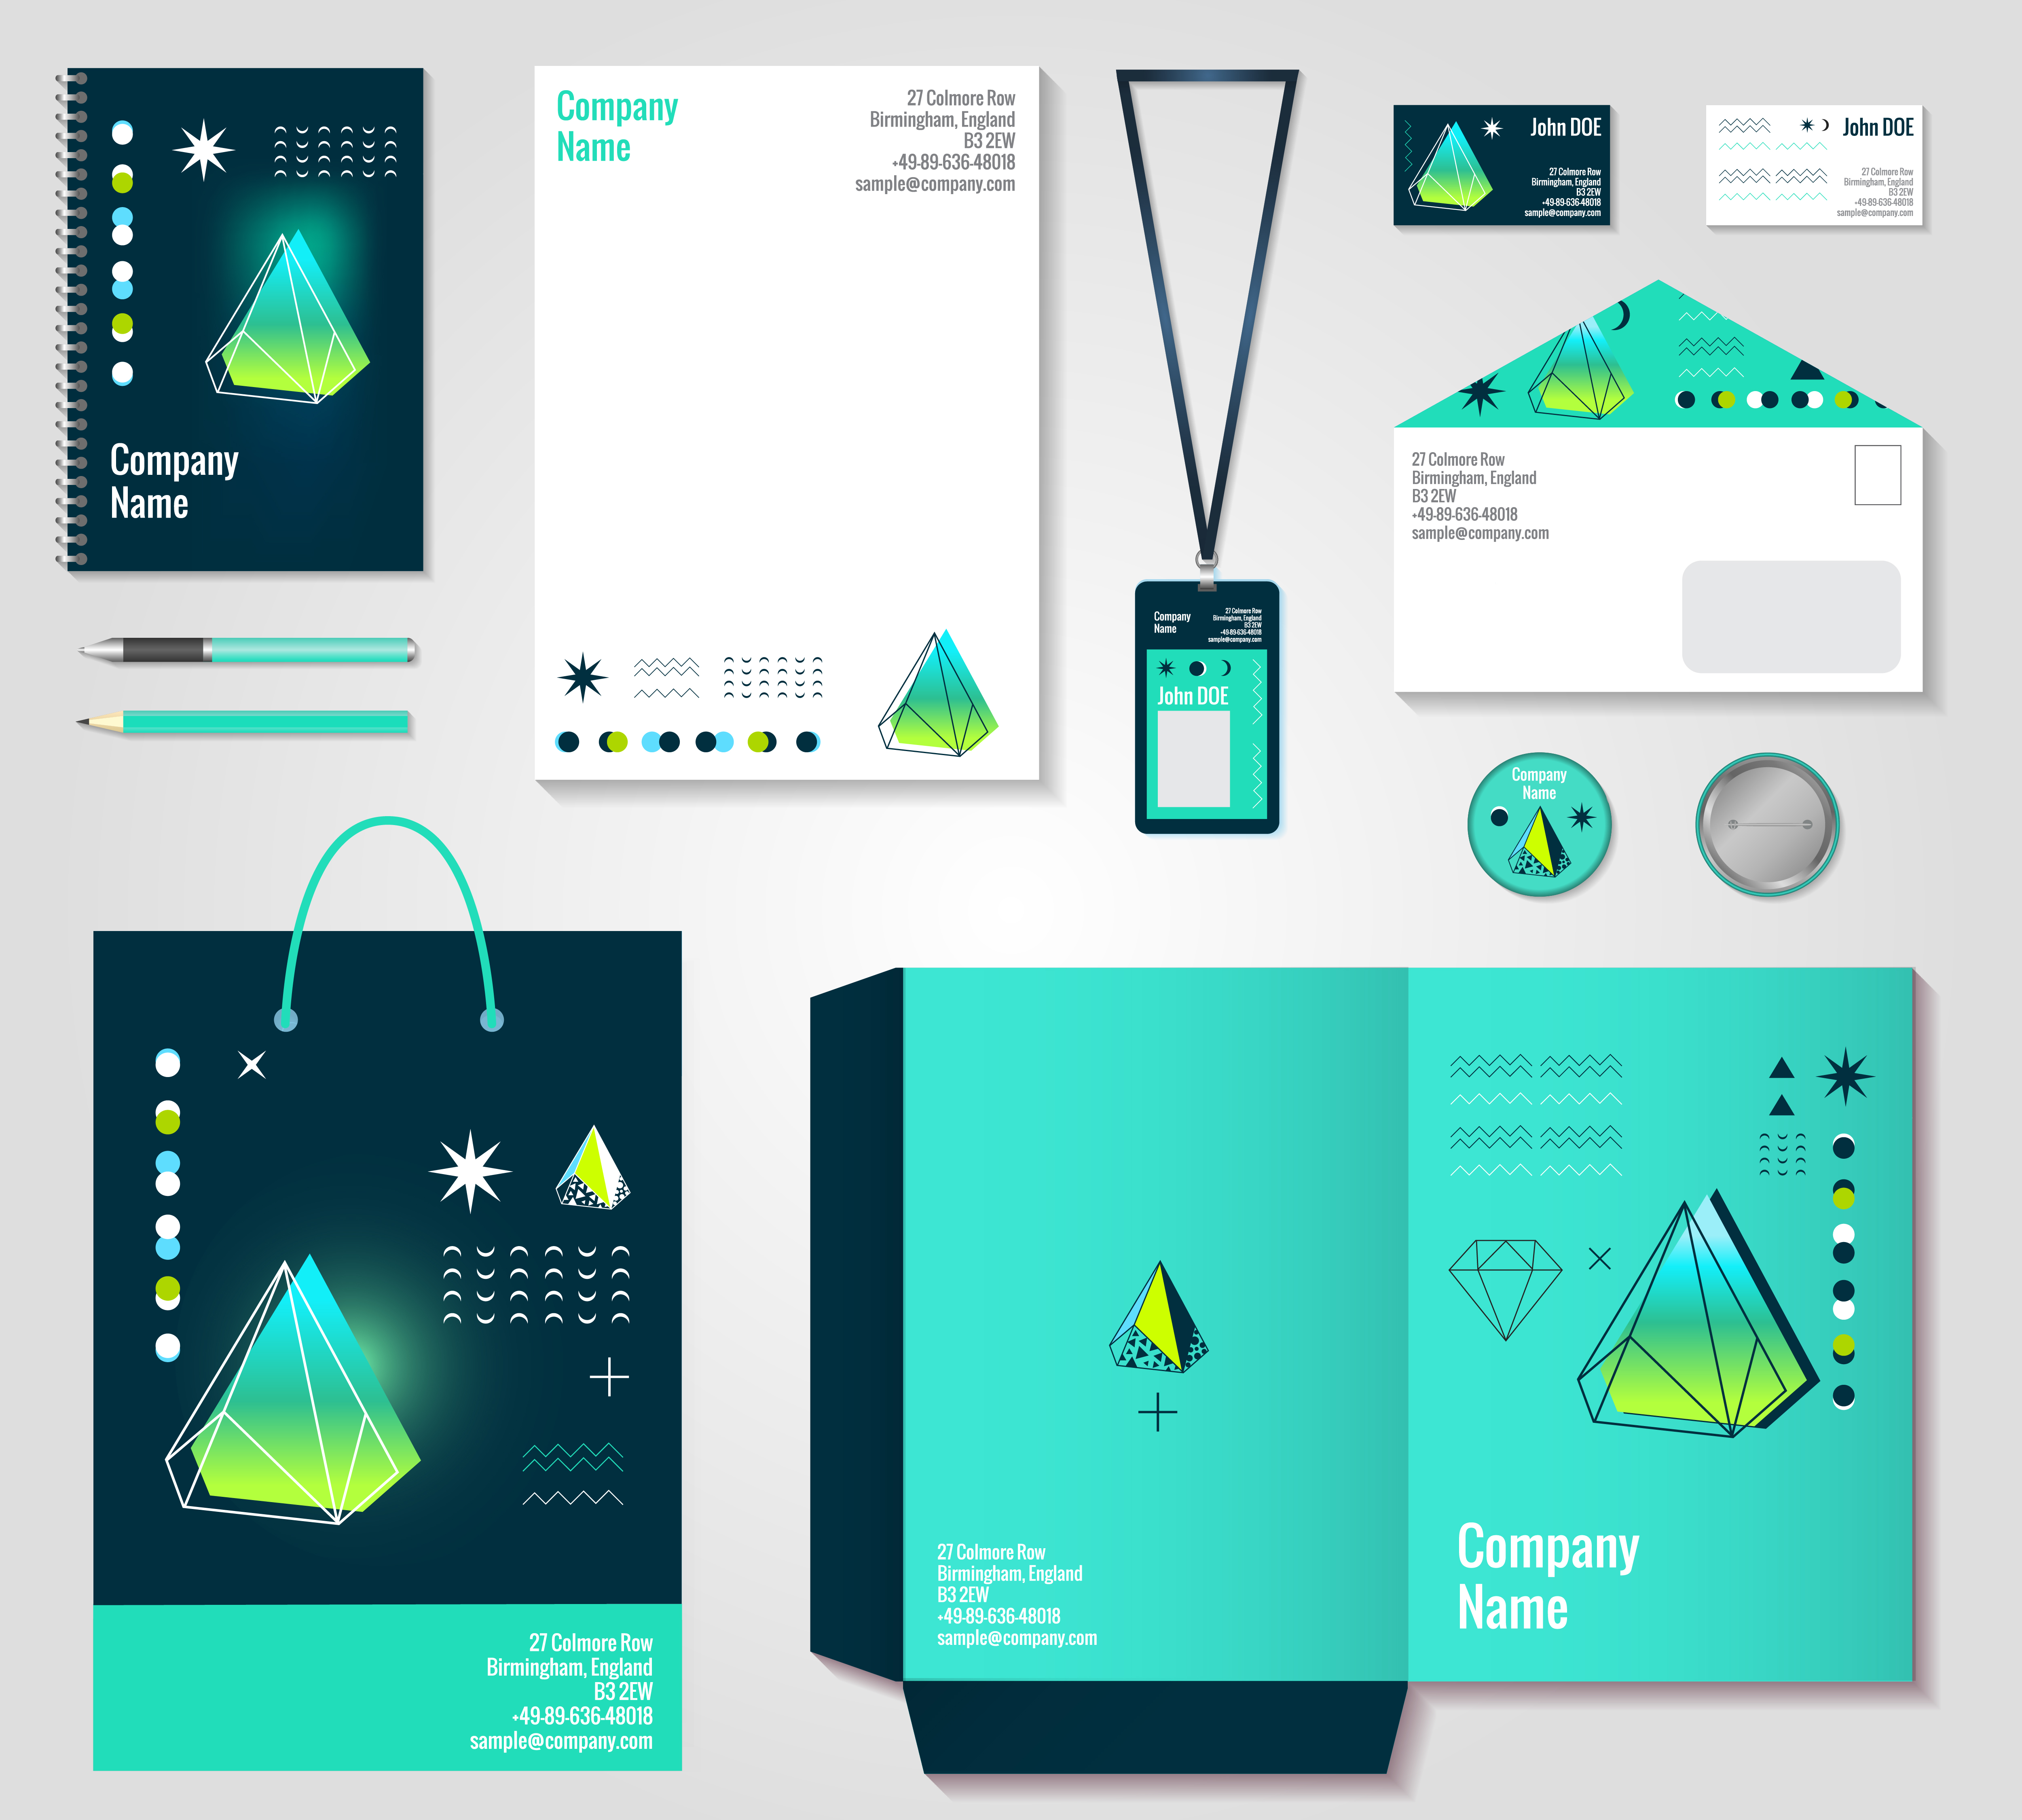 Company
Name
Company
Name
27 Colmore Row
Birmingham, England
B3 2EW
+49-89-636-48018
sample@company.com
Company
Name
27 Colmore Row
Birmingham, England
B3 2EW
+49-89-636-48018
sample@company.com
John DOE
John DOE
27 Colmore Row
Birmingham, England
B3 2EW
+49-89-636-48018
sample@company.com
John DOE
27 Colmore Row
Birmingham, England
B3 2EW
+49-89-636-48018
sample@company.com
27 Colmore Row
Birmingham, England
B3 2EW
+49-89-636-48018
sample@company.com
Company
Name
27 Colmore Row
Birmingham, England
B3 2EW
+49-89-636-48018
sample@company.com
27 Colmore Row
Birmingham, England
B3 2EW
+49-89-636-48018
sample@company.com
Company
Name